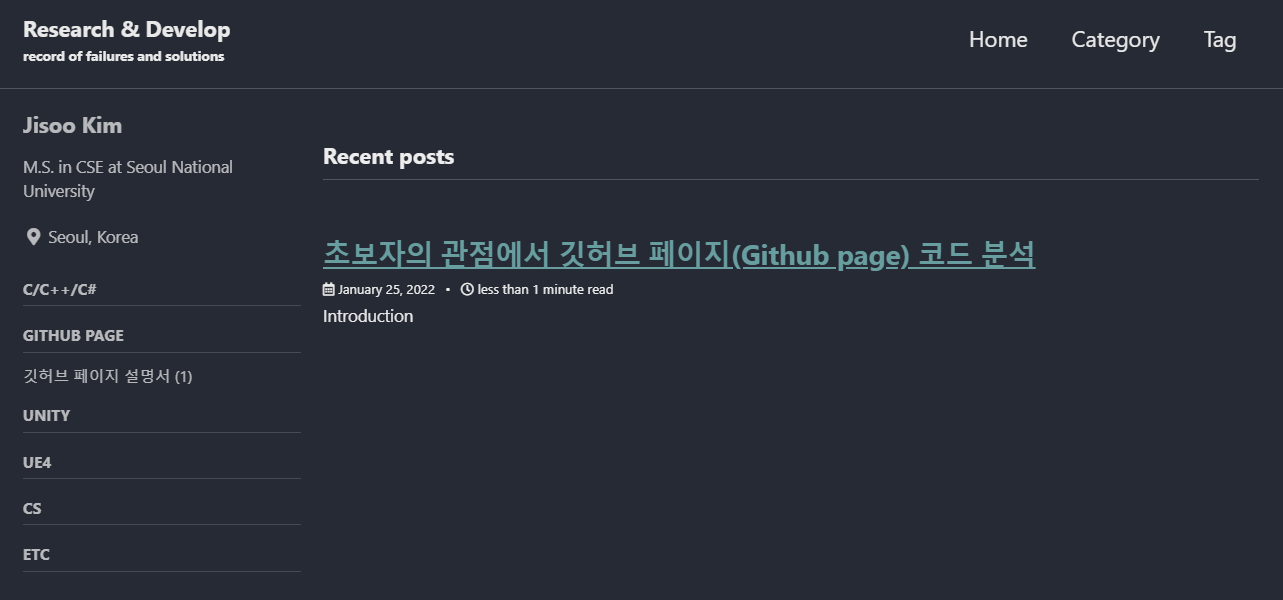 Research & Develop
record of failures and solutions
Home
Category
Tag
Jisoo Kim
M.S. in CSE at Seoul National
University
Seoul, Korea
C/C++/C#
GITHUB PAGE
깃허브 페이지 설명서 (1)
UNITY
UE4
CS
ETC
Recent posts
초보자의 관점에서 깃허브 페이지(Github page) 코드 분석
January 25, 2022 • less than 1 minute read
Introduction